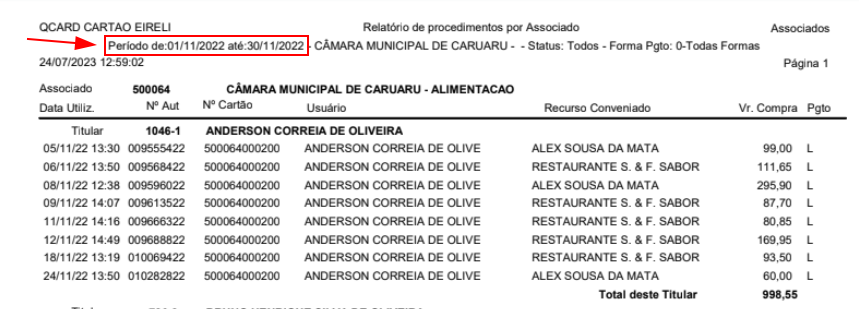 QCARD CARTAO EIRELI Relatório de procedimentos por Associado Associados
Período de:01/11/2022 até:30/11/2022 - CÂMARA MUNICIPAL DE CARUARU - - Status: Todos - Forma Pgto: 0-Todas Formas
24/07/2023 12:59:02 Página 1
Associado 500064 CÂMARA MUNICIPAL DE CARUARU - ALIMENTACAO
Data Utiliz. Nº Aut Nº Cartão Usuário Recurso Conveniado Vr. Compra Pgto
Titular 1046-1 ANDERSON CORREIA DE OLIVEIRA
05/11/22 13:30 009555422 500064000200 ANDERSON CORREIA DE OLIVE ALEX SOUSA DA MATA 99,00 L
06/11/22 13:50 009568422 500064000200 ANDERSON CORREIA DE OLIVE RESTAURANTE S. & F. SABOR 111,65 L
08/11/22 12:38 009596022 500064000200 ANDERSON CORREIA DE OLIVE ALEX SOUSA DA MATA 295,90 L
09/11/22 14:07 009613522 500064000200 ANDERSON CORREIA DE OLIVE RESTAURANTE S. & F. SABOR 87,70 L
11/11/22 14:16 009666322 500064000200 ANDERSON CORREIA DE OLIVE RESTAURANTE S. & F. SABOR 80,85 L
12/11/22 14:49 009688822 500064000200 ANDERSON CORREIA DE OLIVE RESTAURANTE S. & F. SABOR 169,95 L
18/11/22 13:19 010069422 500064000200 ANDERSON CORREIA DE OLIVE RESTAURANTE S. & F. SABOR 93,50 L
24/11/22 13:50 010282822 500064000200 ANDERSON CORREIA DE OLIVE ALEX SOUSA DA MATA 60,00 L
Total deste Titular 998,55